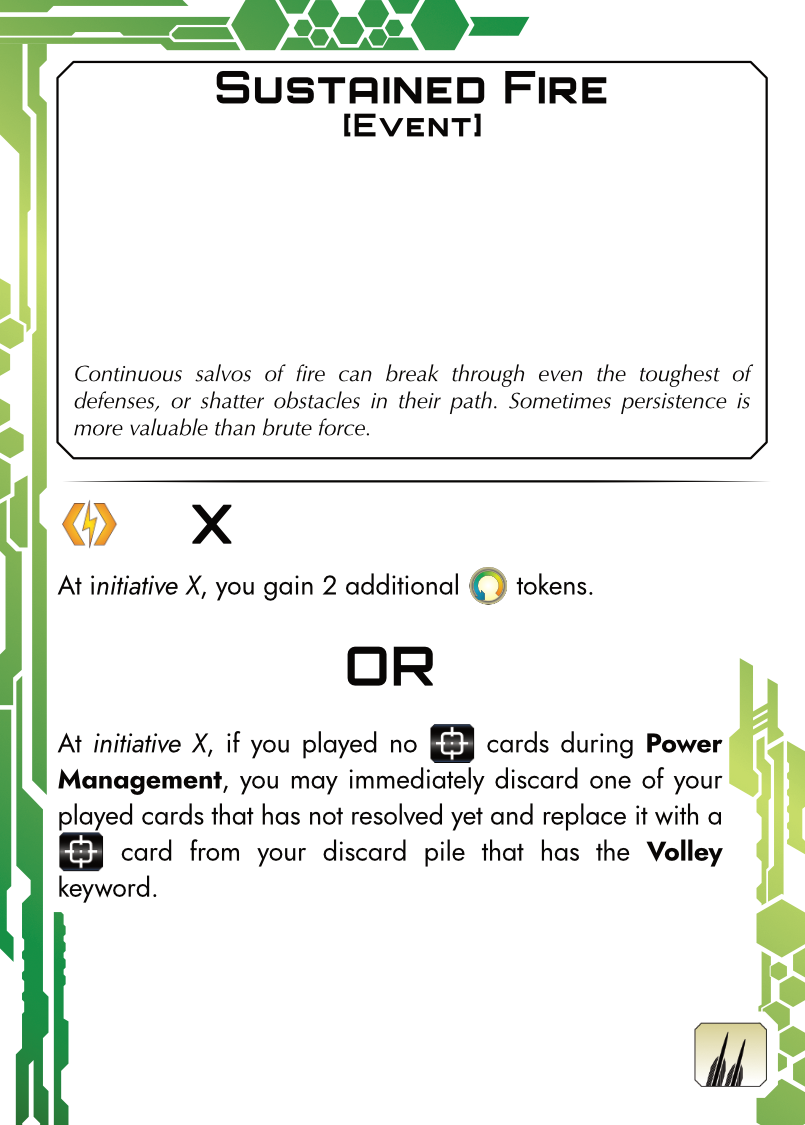 Sustained Fire
[Event]
Continuous salvos of fire can break through even the toughest of
defenses, or shatter obstacles in their path. Sometimes persistence is
more valuable than brute force.
X
At initiative X, you gain 2 additional tokens.
OR
At initiative X, if you played no cards during Power
Management, you may immediately discard one of your
played cards that has not resolved yet and replace it with a
card from your discard pile that has the Volley
keyword.